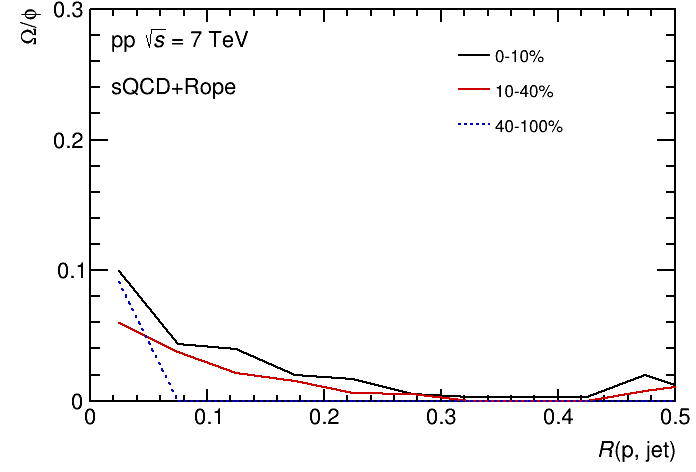 Ω/ϕ
0.3
0.2
0.1
0
pp √s = 7 TeV
sQCD+Rope
0-10%
10-40%
40-100%
0 0.1 0.2 0.3 0.4 0.5
R(p, jet)